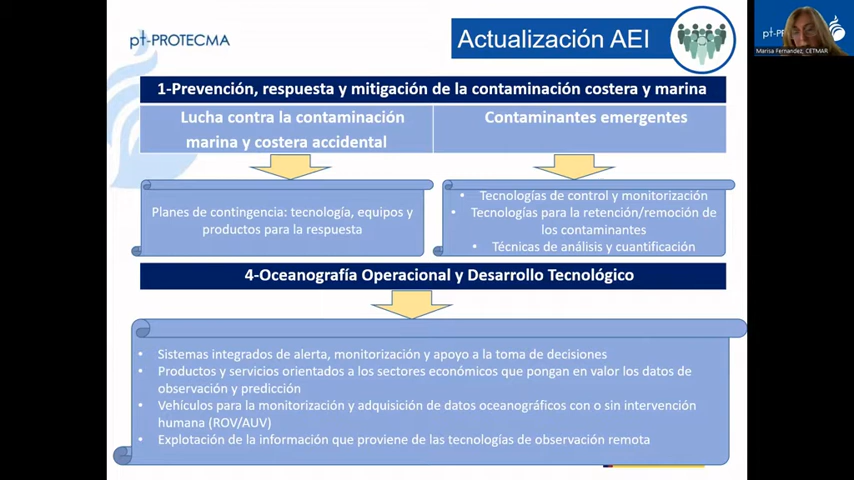 pt-PROTECMA
Actualización AEI
Marisa Fernandez, CETMAR
1-Prevención, respuesta y mitigación de la contaminación costera y marina
Lucha contra la contaminación
marina y costera accidental
Contaminantes emergentes
Planes de contingencia: tecnología, equipos y
productos para la respuesta
• Tecnologías de control y monitorización
• Tecnologías para la retención/remoción de
los contaminantes
• Técnicas de análisis y cuantificación
4-Oceanografía Operacional y Desarrollo Tecnológico
• Sistemas integrados de alerta, monitorización y apoyo a la toma de decisiones
• Productos y servicios orientados a los sectores económicos que pongan en valor los datos de
observación y predicción
• Vehículos para la monitorización y adquisición de datos oceanográficos con o sin intervención
humana (ROV/AUV)
• Explotación de la información que proviene de las tecnologías de observación remota